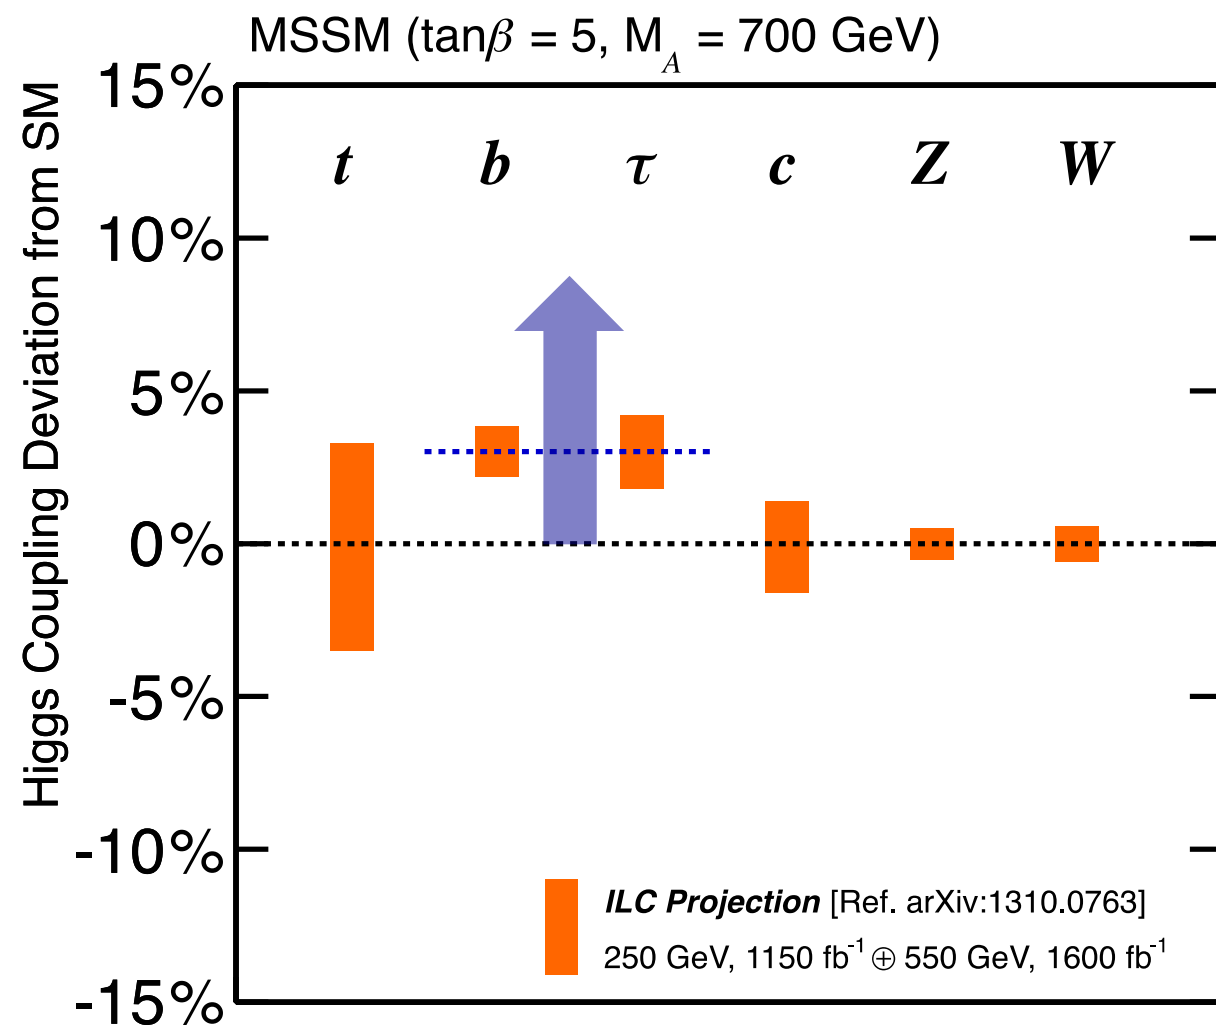 MSSM (tanβ = 5, M_A = 700 GeV)
Higgs Coupling Deviation from SM
15%
10%
5%
0%
-5%
-10%
-15%
t b τ c Z W
ILC Projection [Ref. arXiv:1310.0763]
250 GeV, 1150 fb⁻¹ ⊕ 550 GeV, 1600 fb⁻¹